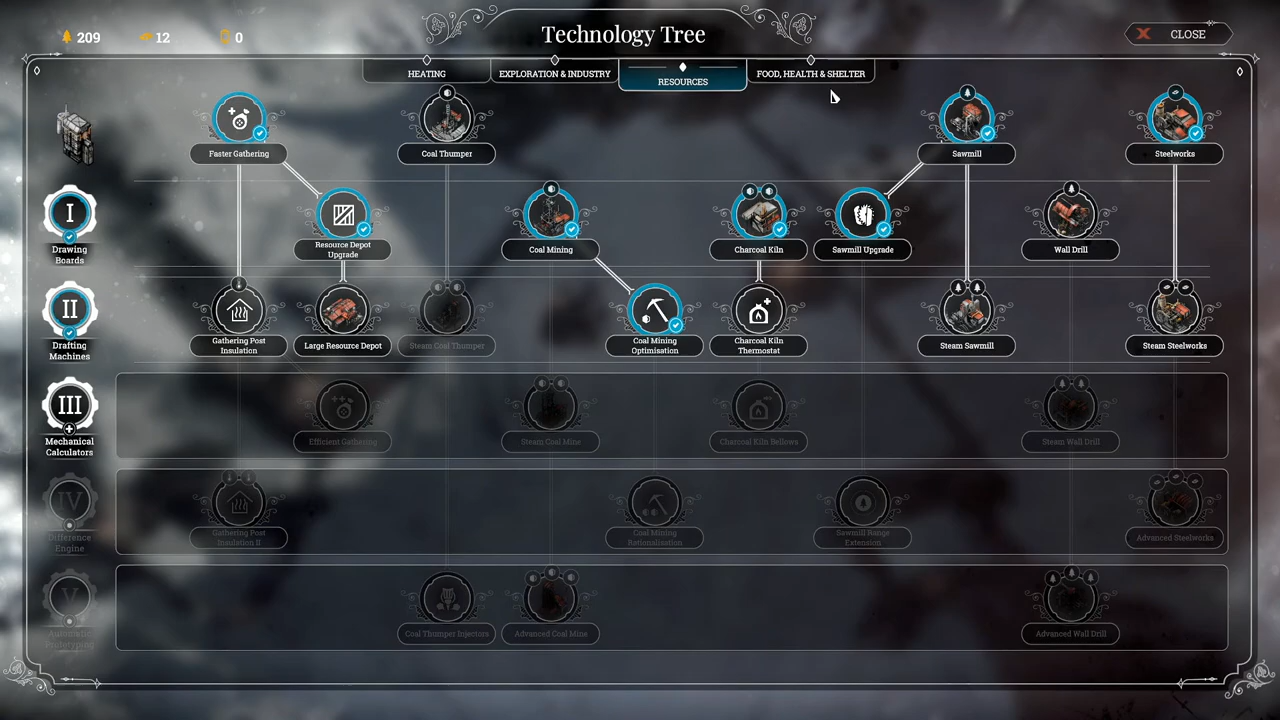 209
12
0
Technology Tree
CLOSE
HEATING
EXPLORATION & INDUSTRY
RESOURCES
FOOD, HEALTH & SHELTER
Faster Gathering
Coal Thumper
Sawmill
Steelworks
I
Drawing
Boards
Resource Depot
Upgrade
Coal Mining
Charcoal Kiln
Sawmill Upgrade
Wall Drill
II
Drafting
Machines
Gathering Post
Insulation
Large Resource Depot
Steam Coal Thumper
Coal Mining
Optimisation
Charcoal Kiln
Thermostat
Steam Sawmill
Steam Steelworks
III
Mechanical
Calculators
Efficient Gathering
Steam Coal Mine
Charcoal Kiln Bellows
Steam Wall Drill
IV
Difference
Engine
Gathering Post
Insulation II
Coal Mining
Rationalisation
Sawmill Range
Extension
Advanced Steelworks
V
Automatic
Prototyping
Coal Thumper Injectors
Advanced Coal Mine
Advanced Wall Drill